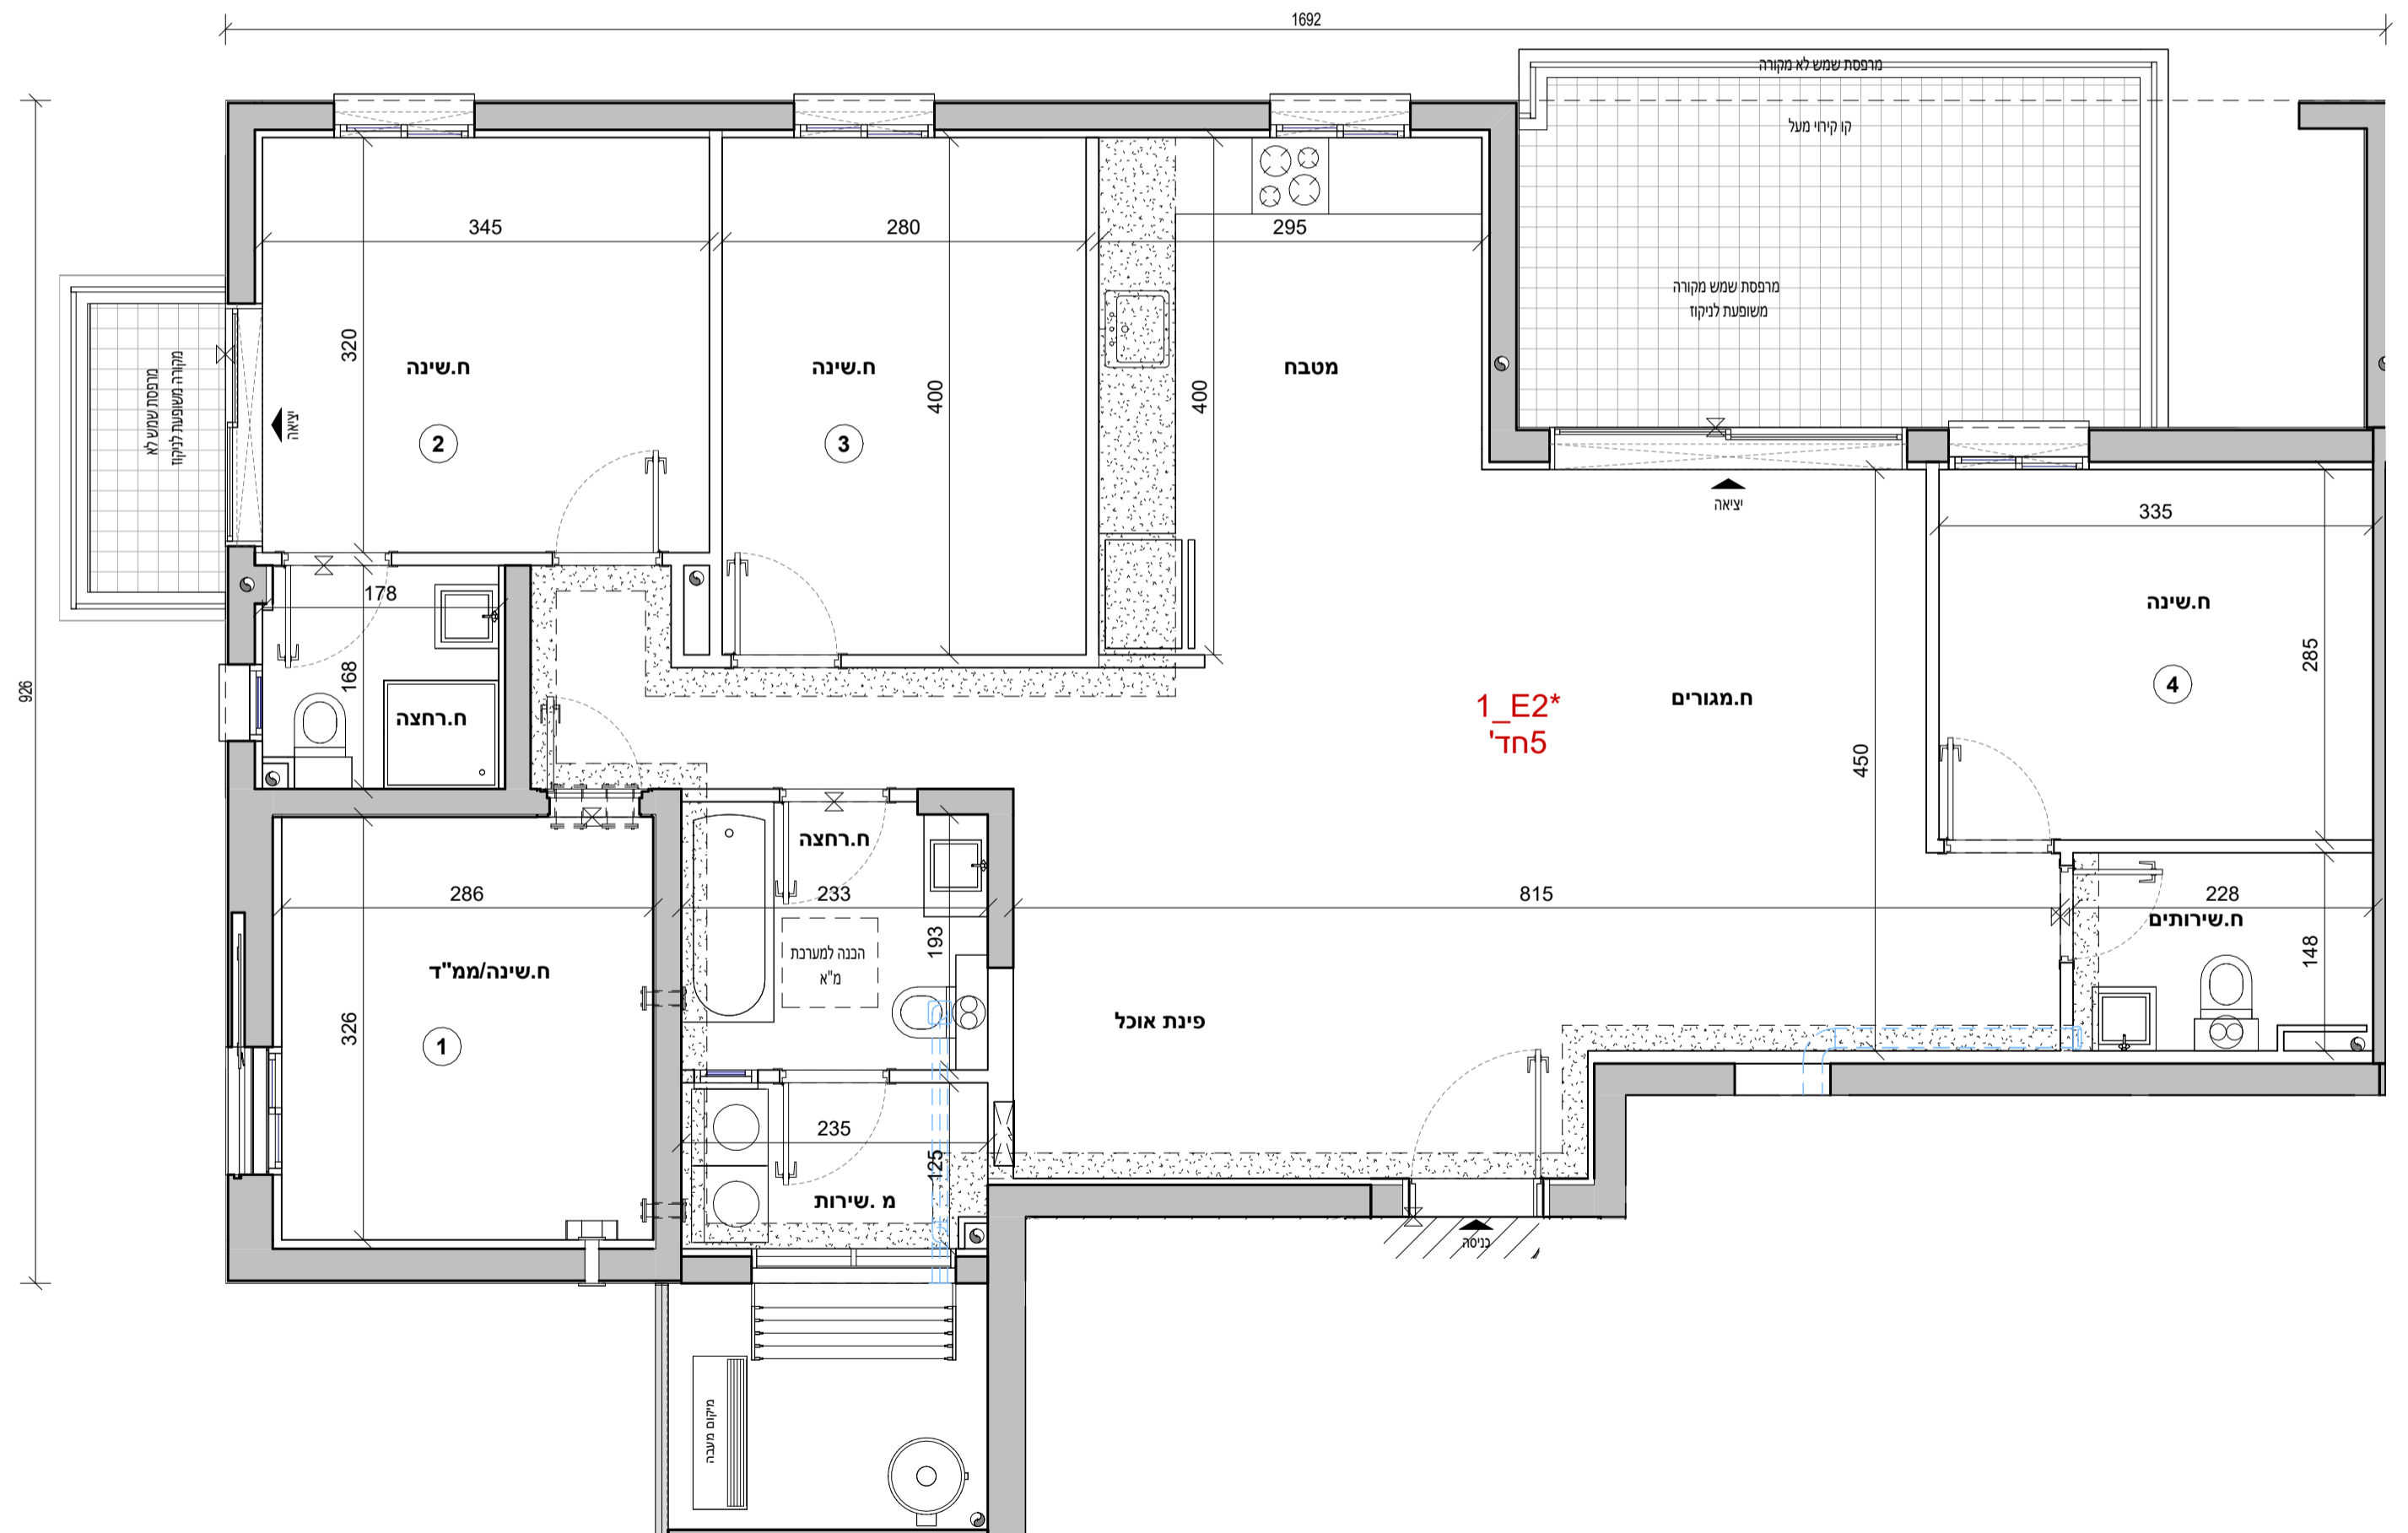 1692
מרפסת שמש לא מקורה
קו קירוי מעל
345
280
295
מרפסת שמש מקורה
משופעת לניקוז
320
ח.שינה
ח.שינה
400
400
מטבח
מרפסת שמש לא
מקורה משופעת לניקוז
יציאה
2
3
יציאה
335
178
ח.שינה
285
168
926
ח.רחצה
1_E2*
5חד'
ח.מגורים
4
450
ח.רחצה
286
233
815
228
ח.שירותים
193
148
הכנה למערכת
מ"א
ח.שינה/ממ"ד
326
1
פינת אוכל
235
125
מ .שירות
כניסה
מיקום מעבה